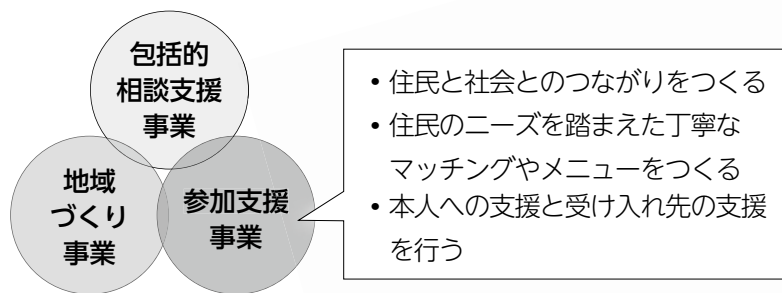 包括的
相談支援
事業
地域
づくり
事業
参加支援
事業
• 住民と社会とのつながりをつくる
• 住民のニーズを踏まえた丁寧な
マッチングやメニューをつくる
• 本人への支援と受け入れ先の支援
を行う